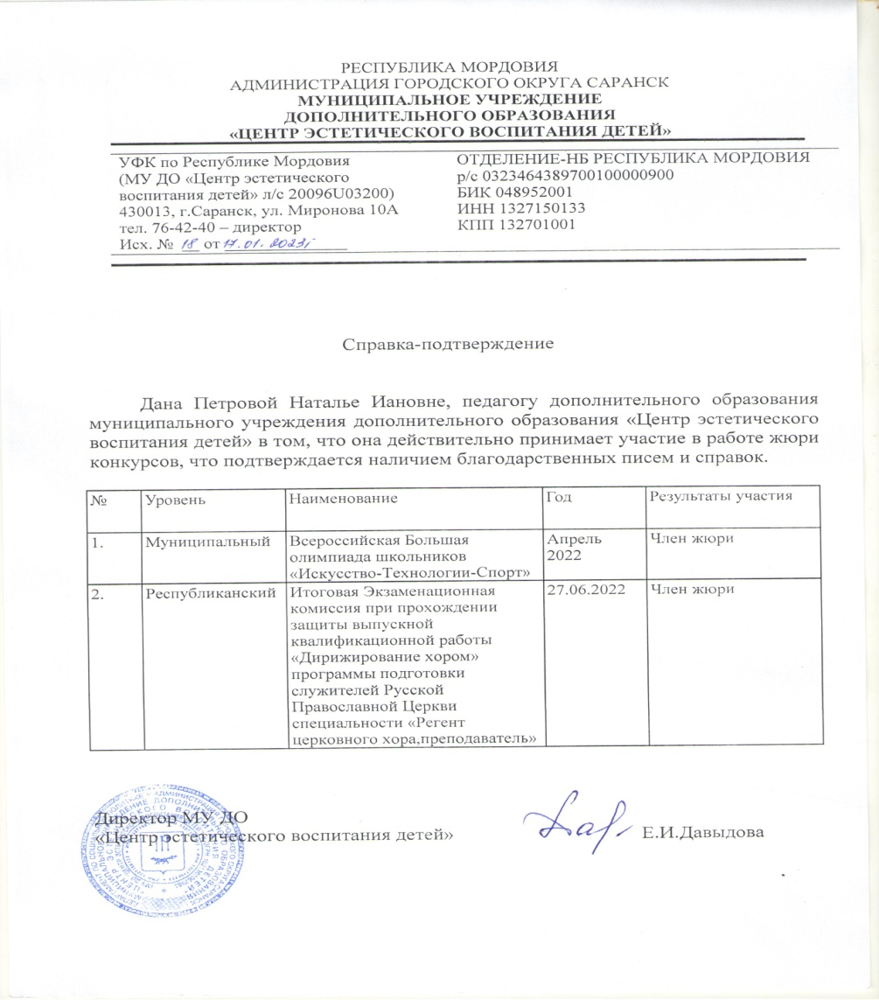 РЕСПУБЛИКА МОРДОВИЯ
АДМИНИСТРАЦИЯ ГОРОДСКОГО ОКРУГА САРАНСК
МУНИЦИПАЛЬНОЕ УЧРЕЖДЕНИЕ
ДОПОЛНИТЕЛЬНОГО ОБРАЗОВАНИЯ
«ЦЕНТР ЭСТЕТИЧЕСКОГО ВОСПИТАНИЯ ДЕТЕЙ»
УФК по Республике Мордовия
(МУ ДО «Центр эстетического
воспитания детей» л/с 20096U03200)
430013, г.Саранск, ул. Миронова 10А
тел. 76-42-40 – директор
Исх. № 18 от 17.01.2023г
ОТДЕЛЕНИЕ-НБ РЕСПУБЛИКА МОРДОВИЯ
р/с 0323464389700100000900
БИК 048952001
ИНН 1327150133
КПП 132701001
Справка-подтверждение
Дана Петровой Наталье Иановне, педагогу дополнительного образования
муниципального учреждения дополнительного образования «Центр эстетического
воспитания детей» в том, что она действительно принимает участие в работе жюри
конкурсов, что подтверждается наличием благодарственных писем и справок.
№ Уровень Наименование Год Результаты участия
1. Муниципальный Всероссийская Большая Апрель Член жюри
олимпиада школьников 2022
«Искусство-Технологии-Спорт»
2. Республиканский Итоговая Экзаменационная 27.06.2022 Член жюри
комиссия при прохождении
защиты выпускной
квалификационной работы
«Дирижирование хором»
программы подготовки
служителей Русской
Православной Церкви
специальности «Регент
церковного хора,преподаватель»
Директор МУ ДО
«Центр эстетического воспитания детей» Е.И.Давыдова